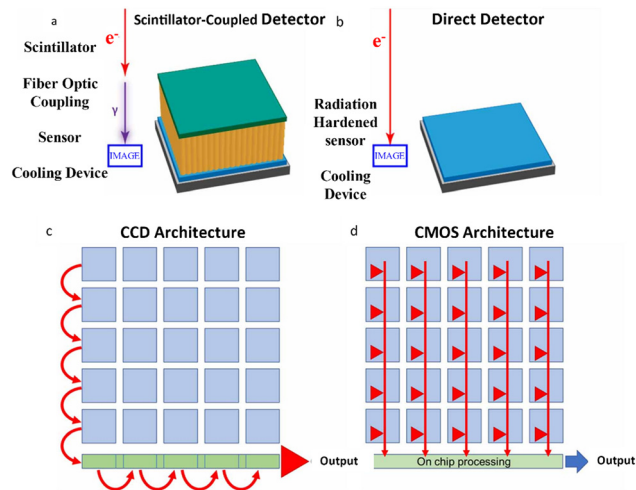 a
Scintillator-Coupled Detector
e-
Scintillator
Fiber Optic
Coupling
γ
Sensor
IMAGE
Cooling Device
b
Direct Detector
e-
Radiation
Hardened
sensor
IMAGE
Cooling
Device
c
CCD Architecture
Output
d
CMOS Architecture
On chip processing
Output